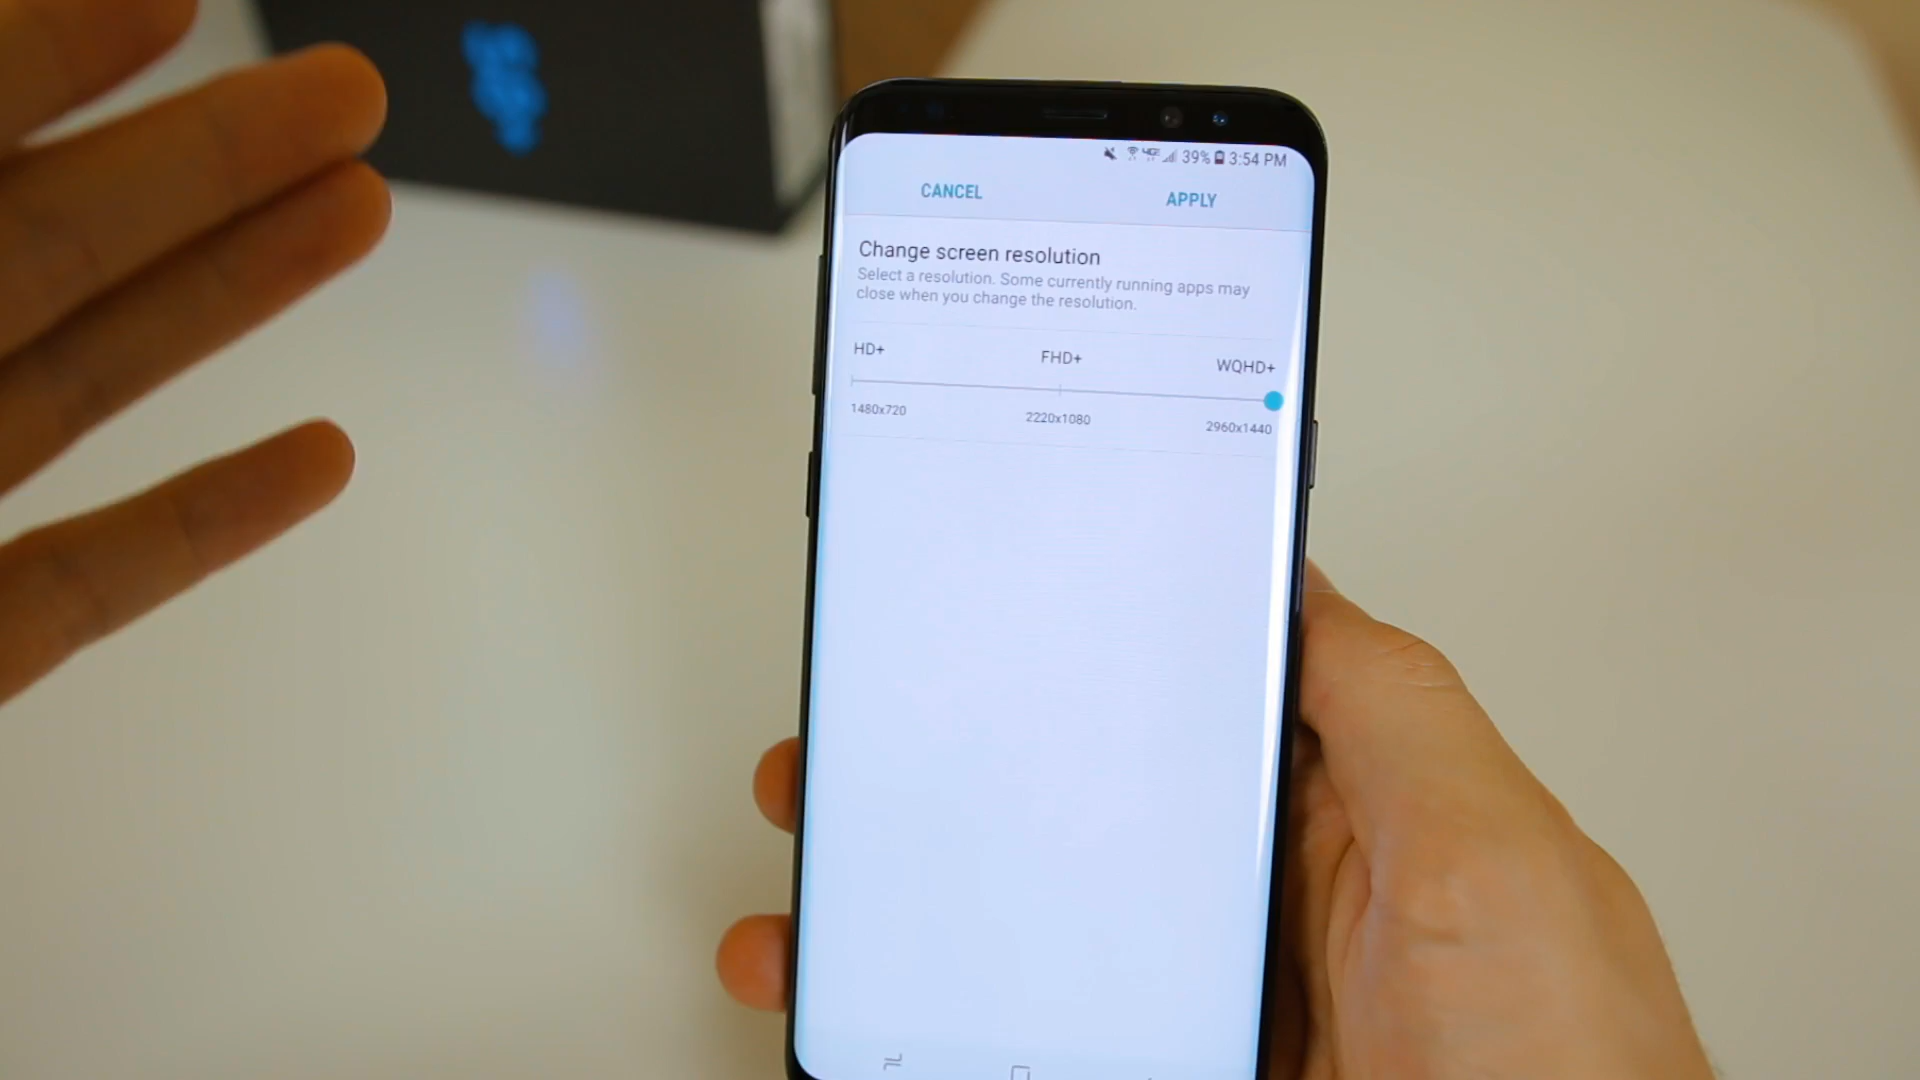 4G 39% 3:54 PM
CANCEL APPLY
Change screen resolution
Select a resolution. Some currently running apps may
close when you change the resolution.
HD+ FHD+ WQHD+
1480x720 2220x1080 2960x1440